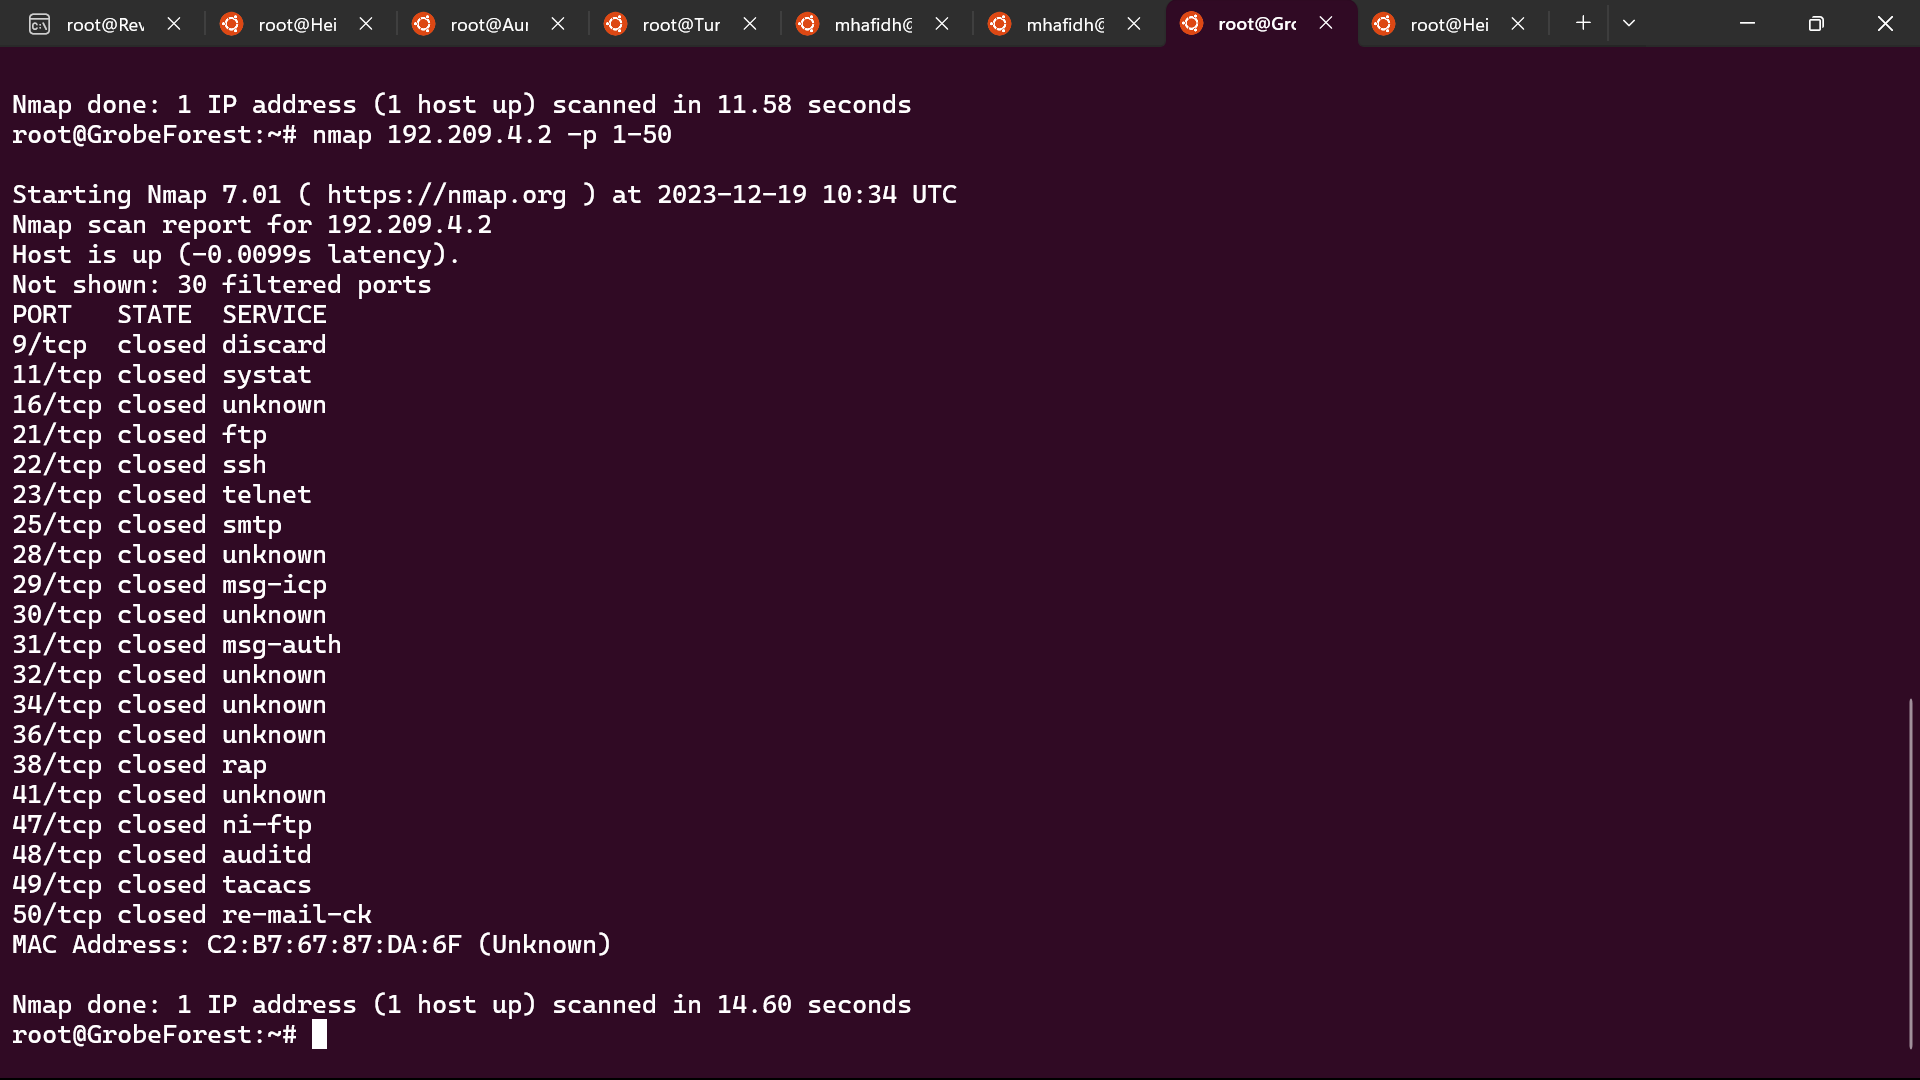 root@Rev
root@Hei
root@Aur
root@Tur
mhafidh@
mhafidh@
root@Gro
root@Hei
Nmap done: 1 IP address (1 host up) scanned in 11.58 seconds
root@GrobeForest:~# nmap 192.209.4.2 -p 1-50
Starting Nmap 7.01 ( https://nmap.org ) at 2023-12-19 10:34 UTC
Nmap scan report for 192.209.4.2
Host is up (-0.0099s latency).
Not shown: 30 filtered ports
PORT   STATE  SERVICE
9/tcp  closed discard
11/tcp closed systat
16/tcp closed unknown
21/tcp closed ftp
22/tcp closed ssh
23/tcp closed telnet
25/tcp closed smtp
28/tcp closed unknown
29/tcp closed msg-icp
30/tcp closed unknown
31/tcp closed msg-auth
32/tcp closed unknown
34/tcp closed unknown
36/tcp closed unknown
38/tcp closed rap
41/tcp closed unknown
47/tcp closed ni-ftp
48/tcp closed auditd
49/tcp closed tacacs
50/tcp closed re-mail-ck
MAC Address: C2:B7:67:87:DA:6F (Unknown)
Nmap done: 1 IP address (1 host up) scanned in 14.60 seconds
root@GrobeForest:~#